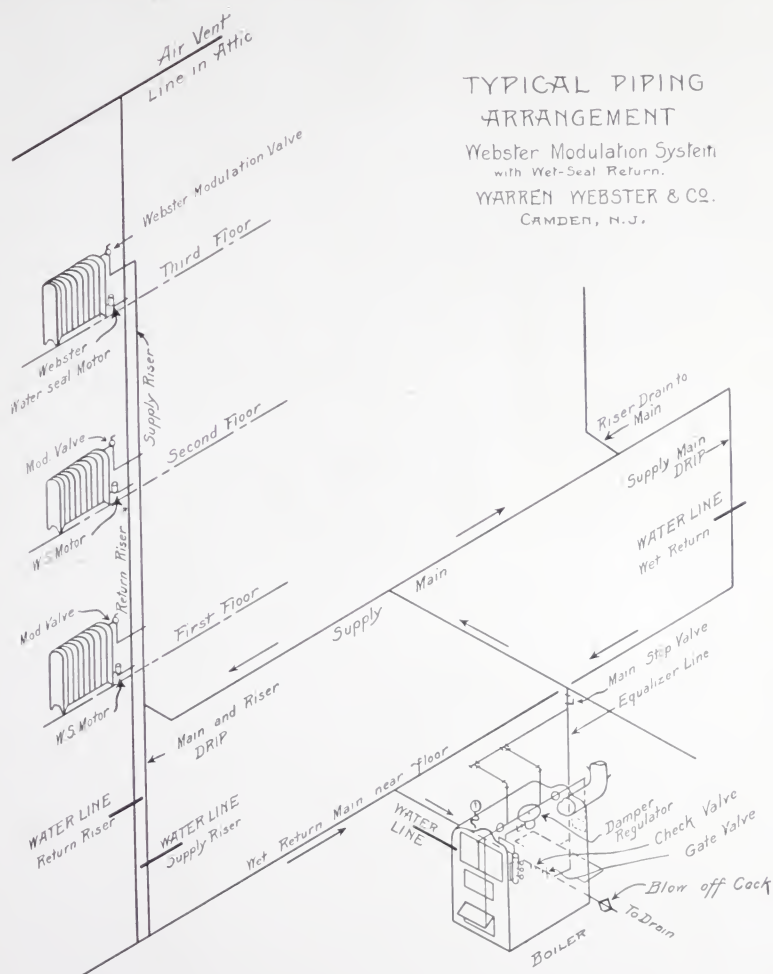 Air Vent
Line in Attic
TYPICAL PIPING
ARRANGEMENT
Webster Modulation System
with Wet-Seal Return.
WARREN WEBSTER & CO.
CAMDEN, N.J.
Webster Modulation Valve
Third Floor
Webster
Water seal Motor
Supply Riser
Riser Drain to
Main
Mod. Valve
Second Floor
Supply Main
DRIP
W.S. Motor
Return Riser
WATER LINE
Wet Return
Mod Valve
First Floor
Supply Main
Main Stop Valve
Equalizer Line
W.S. Motor
Main and Riser
DRIP
WATER LINE
Return Riser
WATER LINE
Supply Riser
Wet Return Main near floor
WATER
LINE
Damper
Regulator
Check Valve
Gate Valve
Blow off Cock
To Drain
BOILER